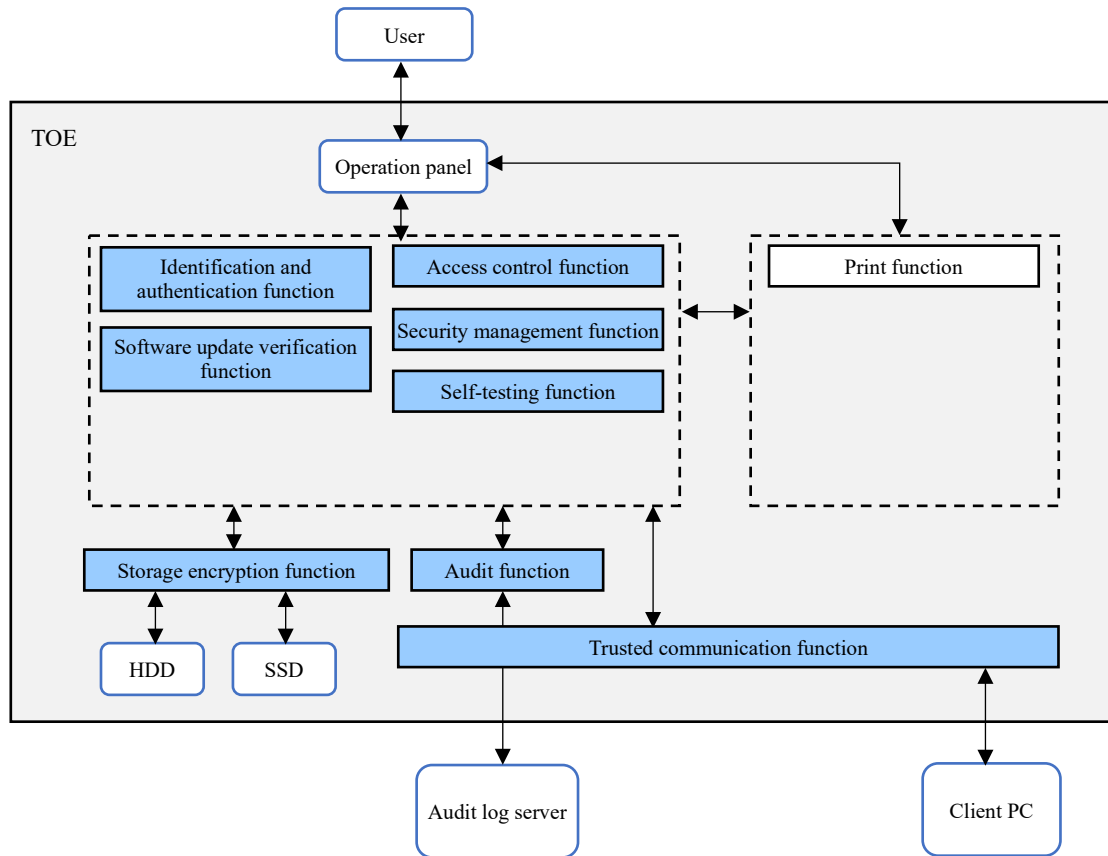 User
TOE
Operation panel
Identification and
authentication function
Access control function
Print function
Software update verification
function
Security management function
Self-testing function
Storage encryption function
Audit function
Trusted communication function
HDD
SSD
Audit log server
Client PC